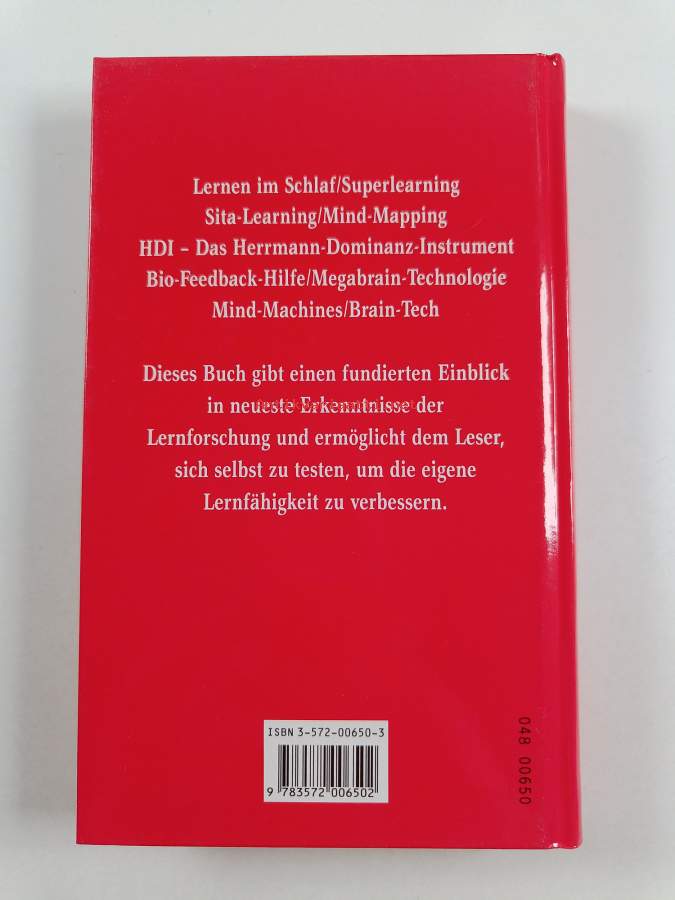 Lernen im Schlaf/Superlearning
Sita-Learning/Mind-Mapping
HDI – Das Herrmann-Dominanz-Instrument
Bio-Feedback-Hilfe/Megabrain-Technologie
Mind-Machines/Brain-Tech
Dieses Buch gibt einen fundierten Einblick
in neueste Erkenntnisse der
Lernforschung und ermöglicht dem Leser,
sich selbst zu testen, um die eigene
Lernfähigkeit zu verbessern.
ISBN 3-572-00650-3
9 783572 006502
048 00650